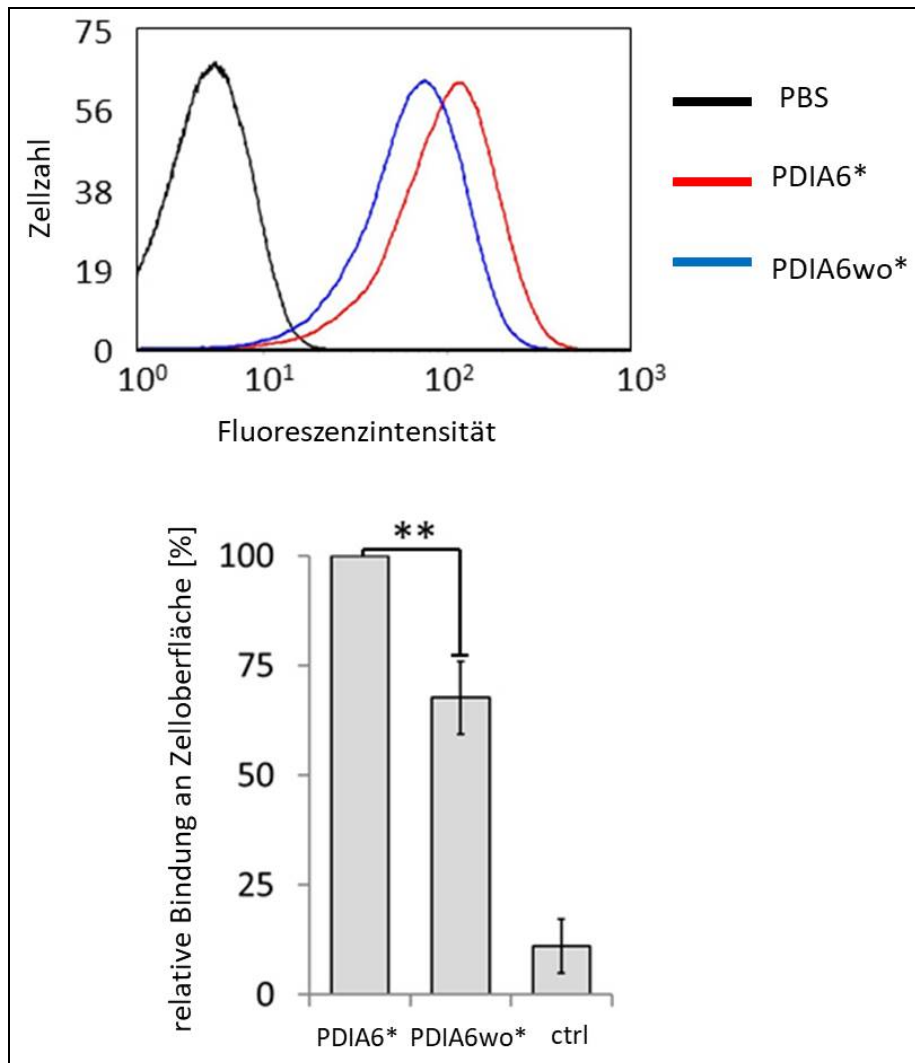 75
56
38
19
0
Zellzahl
10⁰ 10¹ 10² 10³
Fluoreszenzintensität
PBS
PDIA6*
PDIA6wo*
relative Bindung an Zelloberfläche [%]
**
100
75
50
25
0
PDIA6* PDIA6wo* ctrl